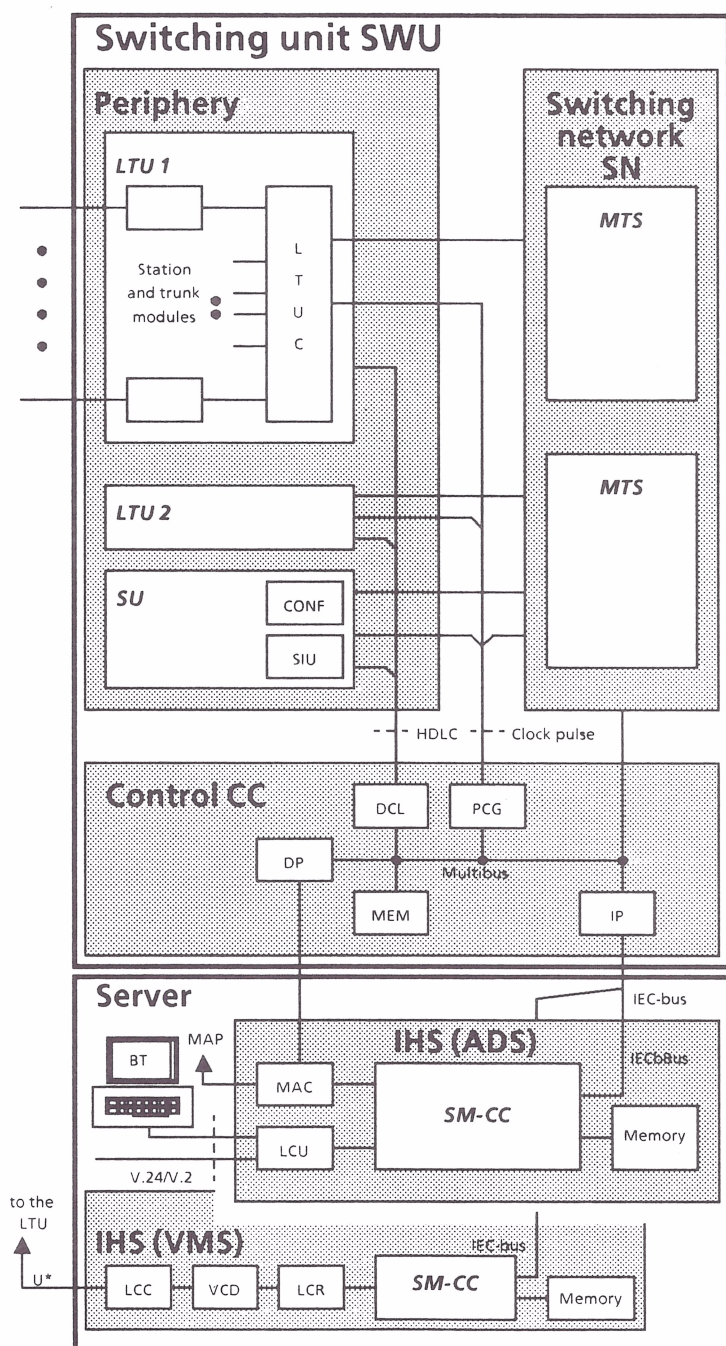 Switching unit SWU
Periphery
LTU 1
Station
and trunk
modules
L
T
U
C
LTU 2
SU
CONF
SIU
Switching
network
SN
MTS
MTS
HDLC
Clock pulse
Control CC
DCL
PCG
DP
Multibus
MEM
IP
Server
IEC-bus
MAP
BT
IHS (ADS)
IECbBus
MAC
SM-CC
LCU
Memory
V.24/V.2
to the
LTU
IHS (VMS)
IEC-bus
U*
LCC
VCD
LCR
SM-CC
Memory